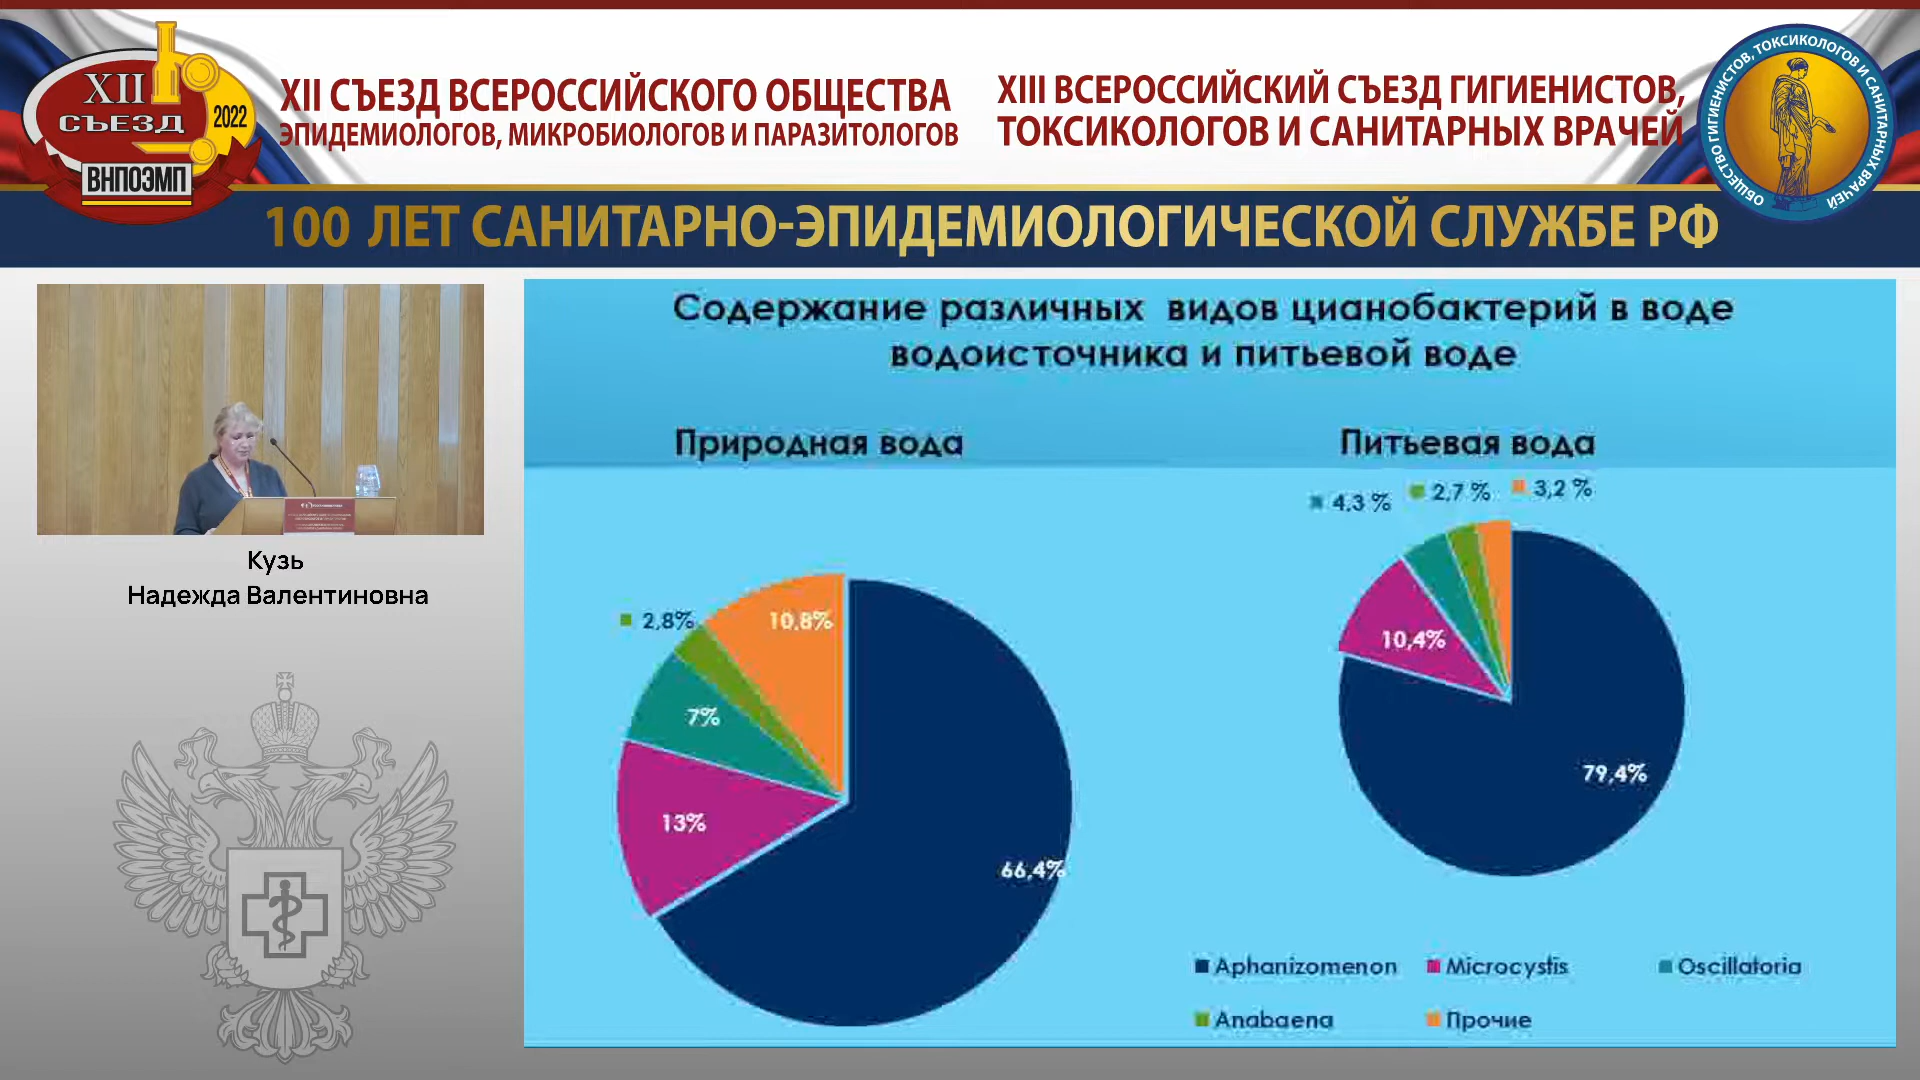 XII
СЪЕЗД
2022
ВНПОЭМП
XII СЪЕЗД ВСЕРОССИЙСКОГО ОБЩЕСТВА
ЭПИДЕМИОЛОГОВ, МИКРОБИОЛОГОВ И ПАРАЗИТОЛОГОВ
XIII ВСЕРОССИЙСКИЙ СЪЕЗД ГИГИЕНИСТОВ,
ТОКСИКОЛОГОВ И САНИТАРНЫХ ВРАЧЕЙ
ОБЩЕСТВО ГИГИЕНИСТОВ, ТОКСИКОЛОГОВ И САНИТАРНЫХ ВРАЧЕЙ
100 ЛЕТ САНИТАРНО-ЭПИДЕМИОЛОГИЧЕСКОЙ СЛУЖБЕ РФ
Кузь
Надежда Валентиновна
Содержание различных видов цианобактерий в воде
водоисточника и питьевой воде
Природная вода
2,8%
10,8%
7%
13%
66,4%
Питьевая вода
4,3 %
2,7 %
3,2 %
10,4%
79,4%
Aphanizomenon
Microcystis
Oscillatoria
Anabaena
Прочие